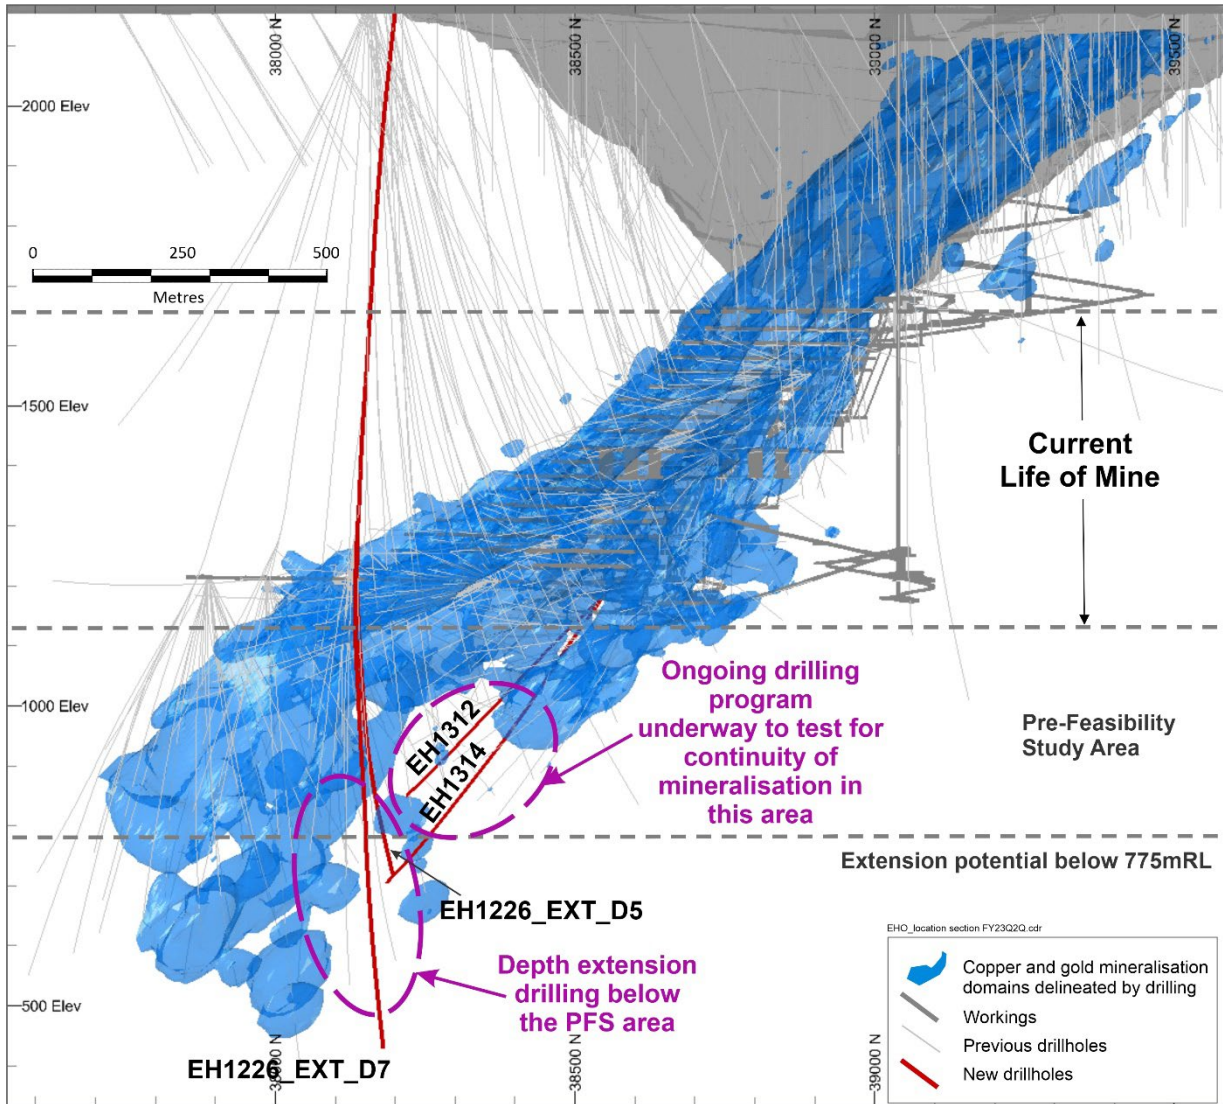 38000 N
38500 N
39000 N
39500 N
2000 Elev
0 250 500
Metres
1500 Elev
Current
Life of Mine
1000 Elev
EH1312
EH1314
Ongoing drilling
program
underway to test for
continuity of
mineralisation in
this area
Pre-Feasibility
Study Area
Extension potential below 775mRL
EH1226_EXT_D5
Depth extension
drilling below
the PFS area
500 Elev
EH1226_EXT_D7
38000 N
38500 N
39000 N
EHO_location section FY23Q2Q.cdr
Copper and gold mineralisation
domains delineated by drilling
Workings
Previous drillholes
New drillholes